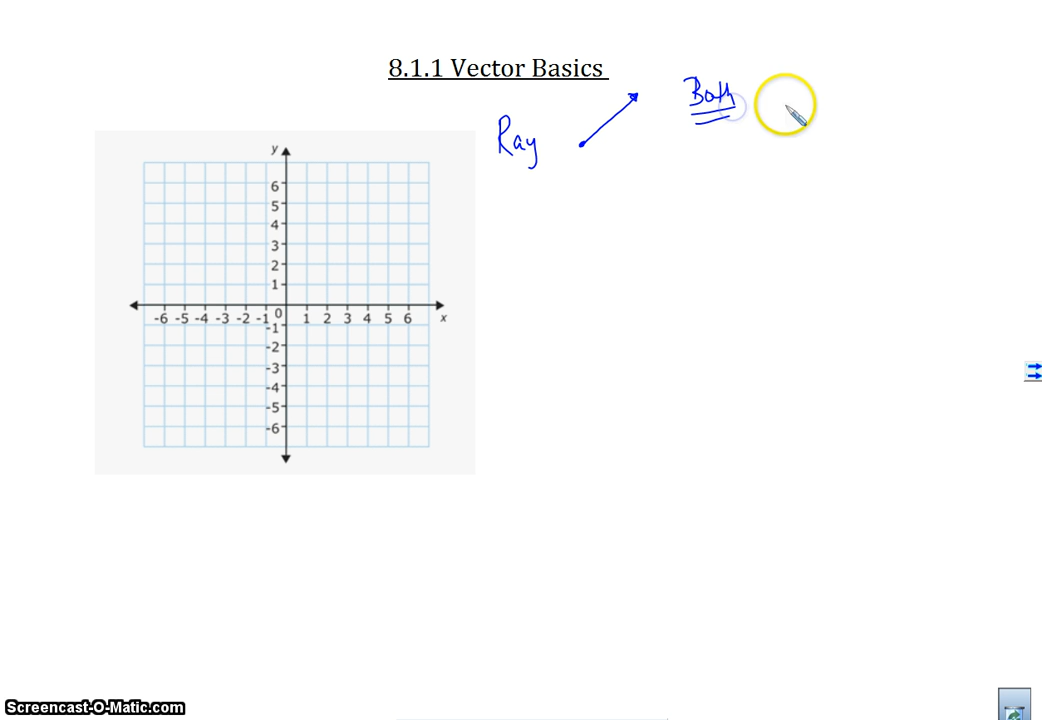 8.1.1 Vector Basics
Both
Ray
y
6
5
4
3
2
1
-6 -5 -4 -3 -2 -1 0 1 2 3 4 5 6 x
-1
-2
-3
-4
-5
-6
Screencast-O-Matic.com